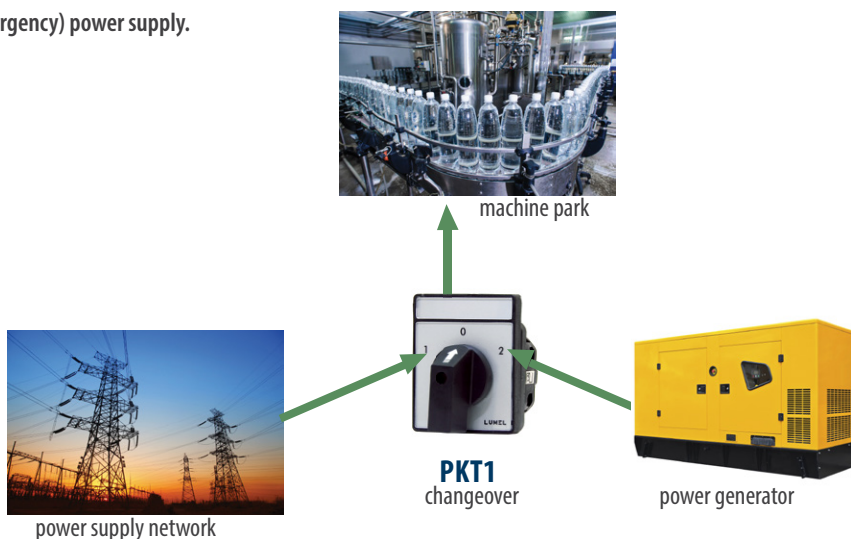 rgency) power supply.
machine park
0
1
2
LUMEL
PKT1
changeover
power generator
power supply network